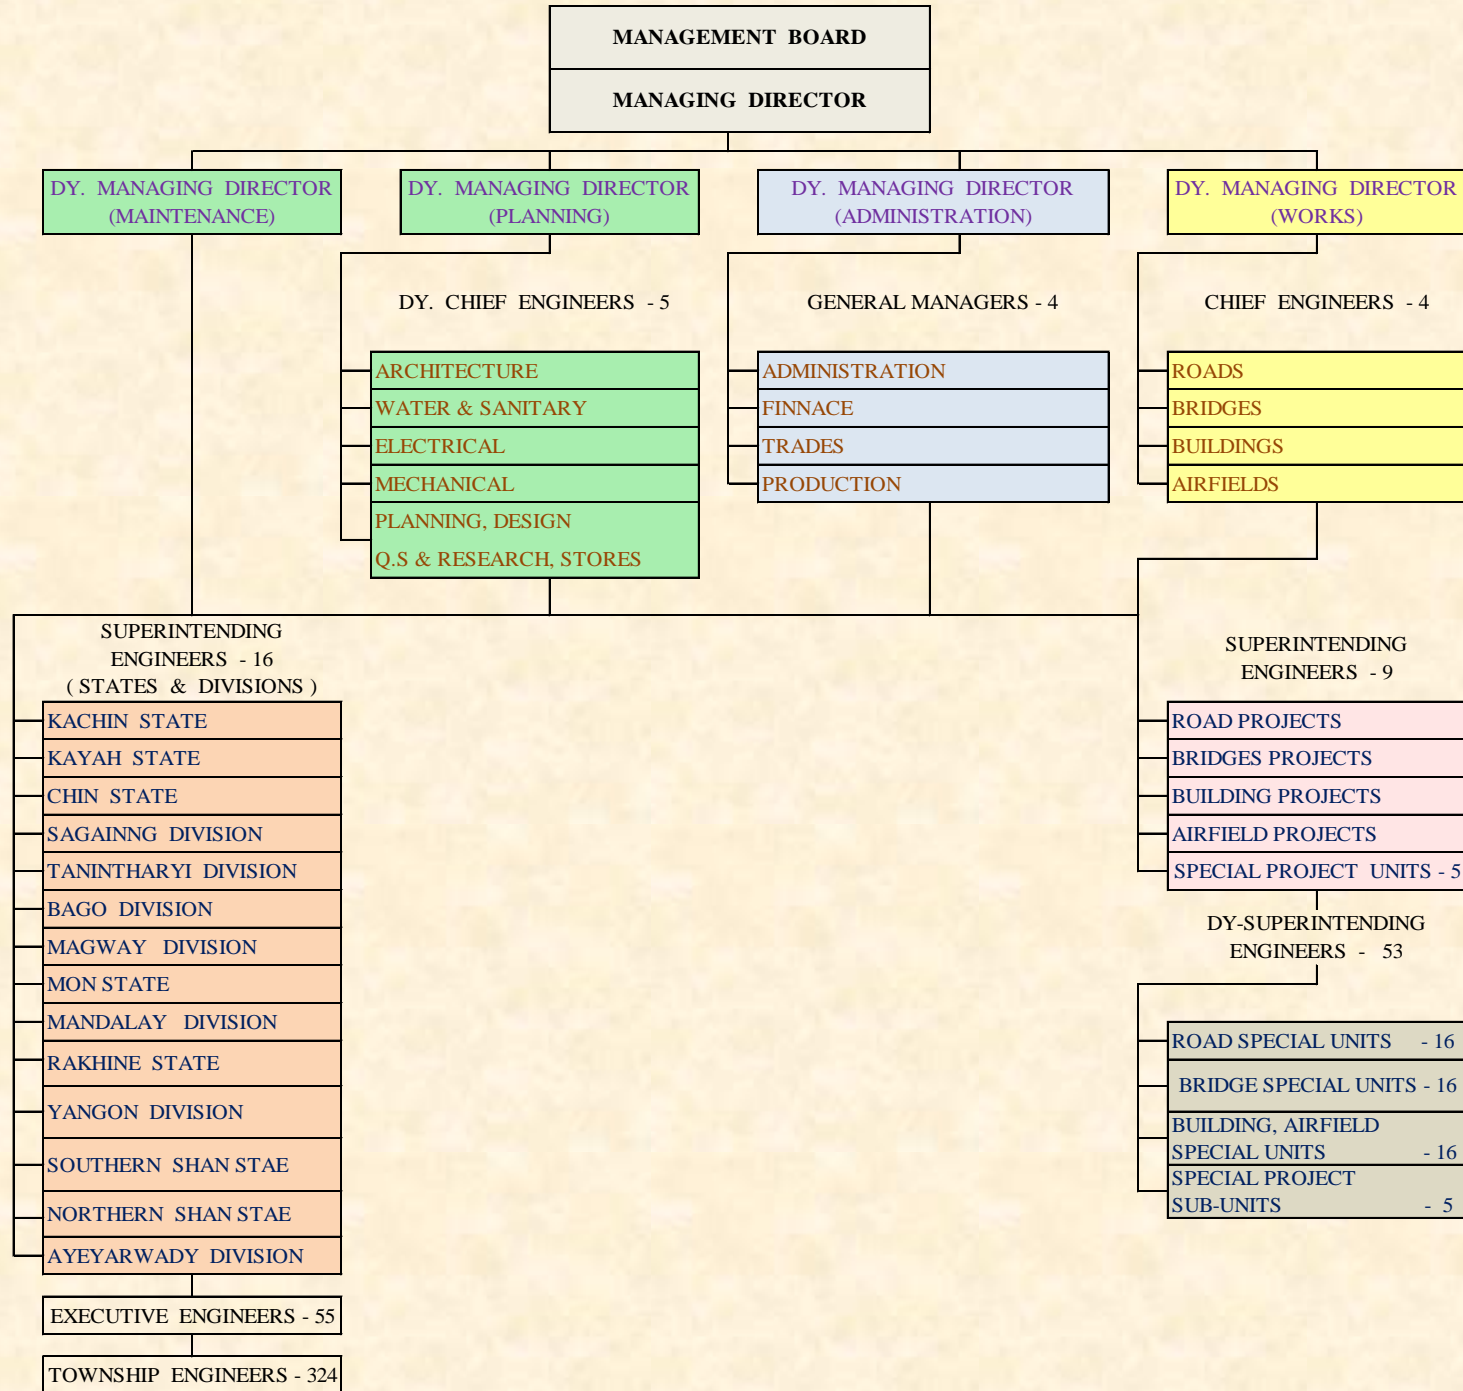 MANAGEMENT BOARD
MANAGING DIRECTOR
DY. MANAGING DIRECTOR
(MAINTENANCE)
DY. MANAGING DIRECTOR
(PLANNING)
DY. MANAGING DIRECTOR
(ADMINISTRATION)
DY. MANAGING DIRECTOR
(WORKS)
DY. CHIEF ENGINEERS - 5
ARCHITECTURE
WATER & SANITARY
ELECTRICAL
MECHANICAL
PLANNING, DESIGN
Q.S & RESEARCH, STORES
GENERAL MANAGERS - 4
ADMINISTRATION
FINNACE
TRADES
PRODUCTION
CHIEF ENGINEERS - 4
ROADS
BRIDGES
BUILDINGS
AIRFIELDS
SUPERINTENDING
ENGINEERS - 16
( STATES & DIVISIONS )
KACHIN STATE
KAYAH STATE
CHIN STATE
SAGAINNG DIVISION
TANINTHARYI DIVISION
BAGO DIVISION
MAGWAY DIVISION
MON STATE
MANDALAY DIVISION
RAKHINE STATE
YANGON DIVISION
SOUTHERN SHAN STAE
NORTHERN SHAN STAE
AYEYARWADY DIVISION
EXECUTIVE ENGINEERS - 55
TOWNSHIP ENGINEERS - 324
SUPERINTENDING
ENGINEERS - 9
ROAD PROJECTS
BRIDGES PROJECTS
BUILDING PROJECTS
AIRFIELD PROJECTS
SPECIAL PROJECT UNITS - 5
DY-SUPERINTENDING
ENGINEERS - 53
ROAD SPECIAL UNITS - 16
BRIDGE SPECIAL UNITS - 16
BUILDING, AIRFIELD
SPECIAL UNITS - 16
SPECIAL PROJECT
SUB-UNITS - 5